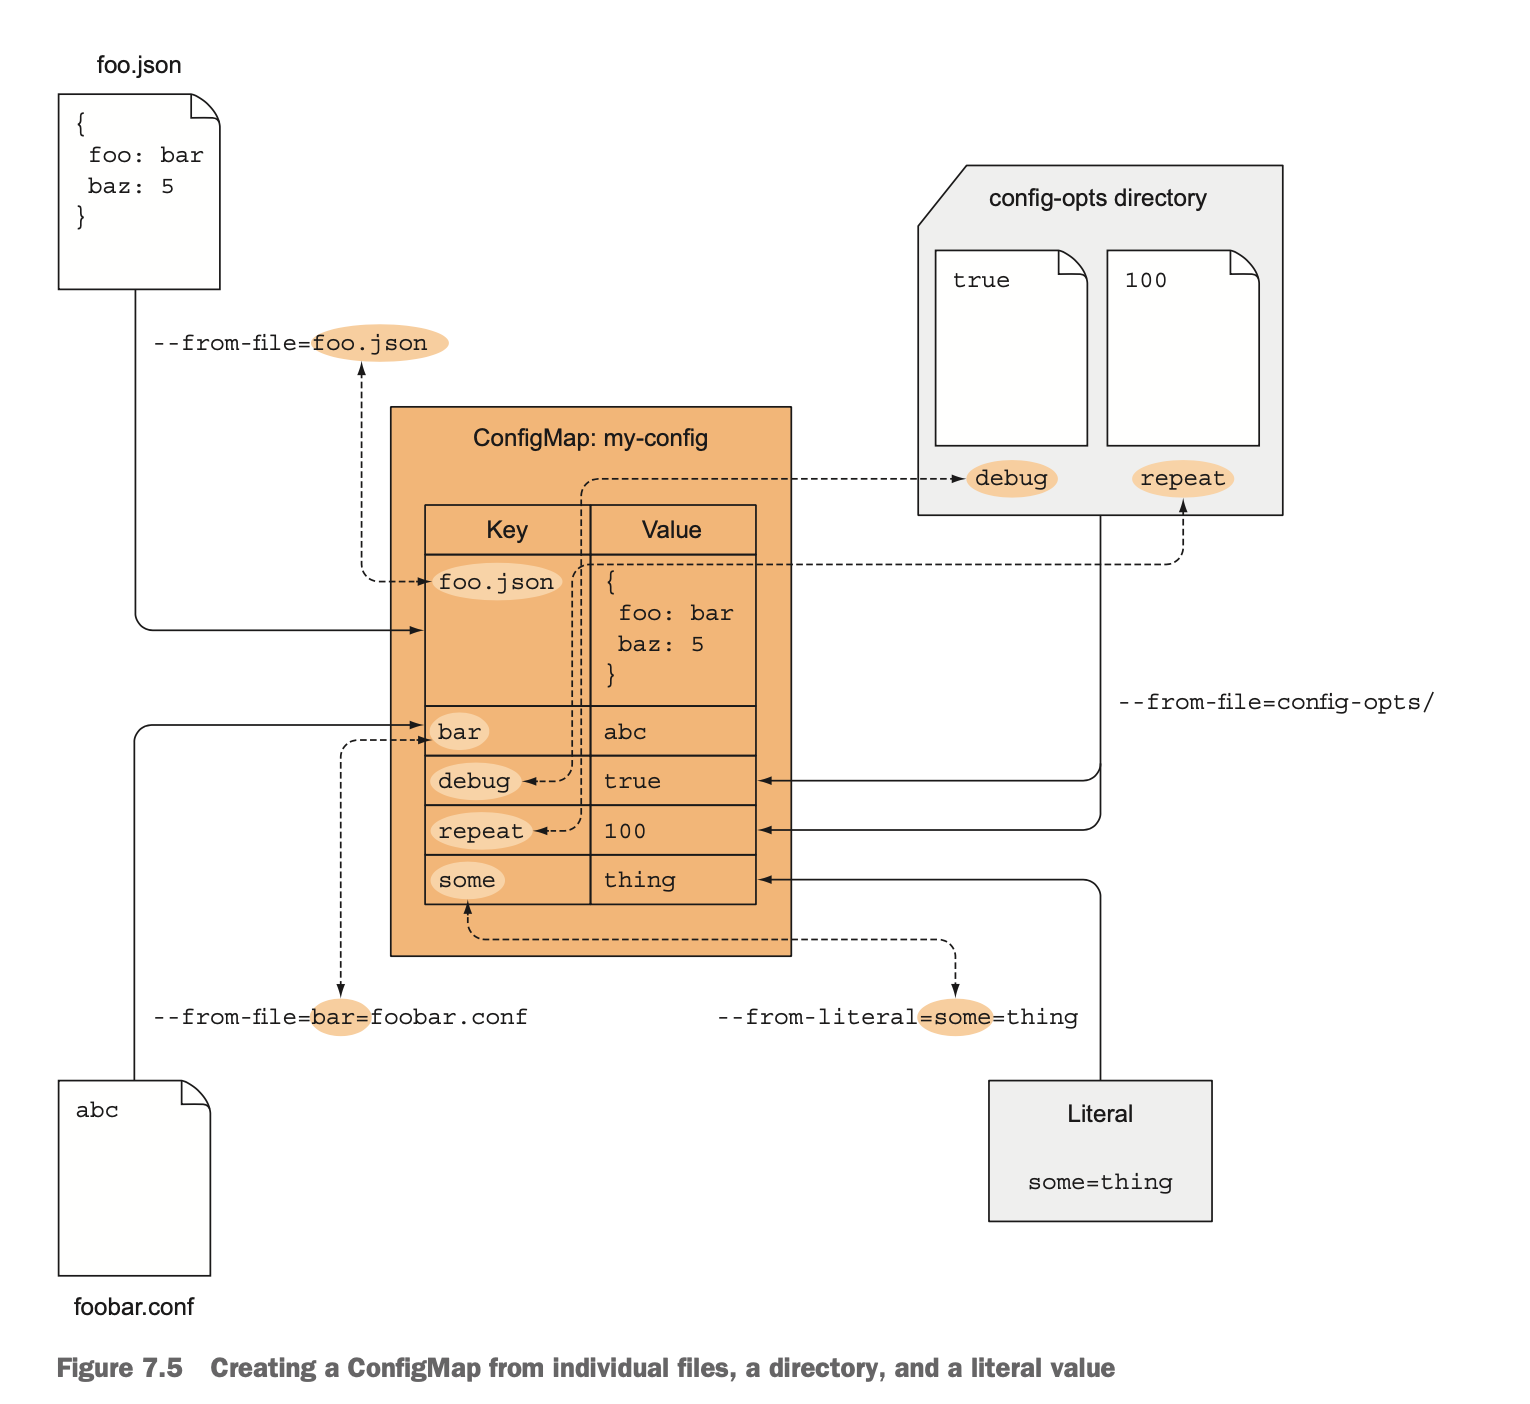 foo.json
{
foo: bar
baz: 5
}
--from-file=foo.json
config-opts directory
true
100
debug
repeat
--from-file=config-opts/
ConfigMap: my-config
Key Value
foo.json {
foo: bar
baz: 5
}
bar abc
debug true
repeat 100
some thing
--from-file=bar=foobar.conf
--from-literal=some=thing
abc
foobar.conf
Literal
some=thing
Figure 7.5 Creating a ConfigMap from individual files, a directory, and a literal value